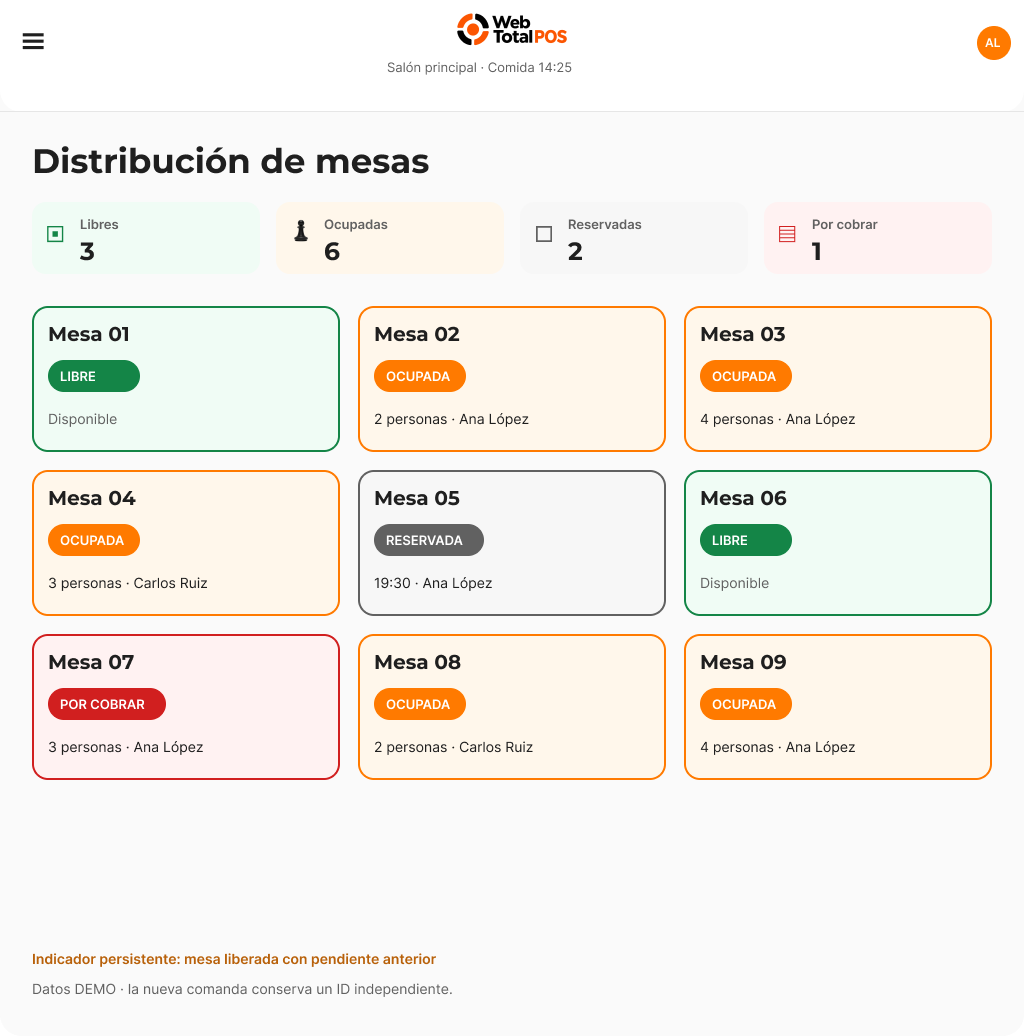 Web
TotalPOS
Salón principal · Comida 14:25
AL
Distribución de mesas
Libres
3
Ocupadas
6
Reservadas
2
Por cobrar
1
Mesa 01
LIBRE
Disponible
Mesa 02
OCUPADA
2 personas · Ana López
Mesa 03
OCUPADA
4 personas · Ana López
Mesa 04
OCUPADA
3 personas · Carlos Ruiz
Mesa 05
RESERVADA
19:30 · Ana López
Mesa 06
LIBRE
Disponible
Mesa 07
POR COBRAR
3 personas · Ana López
Mesa 08
OCUPADA
2 personas · Carlos Ruiz
Mesa 09
OCUPADA
4 personas · Ana López
Indicador persistente: mesa liberada con pendiente anterior
Datos DEMO · la nueva comanda conserva un ID independiente.